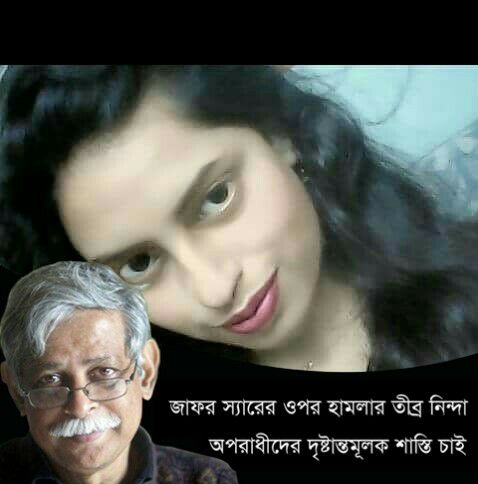 জাফর স্যারের ওপর হামলার তীব্র নিন্দা
অপরাধীদের দৃষ্টান্তমূলক শাস্তি চাই